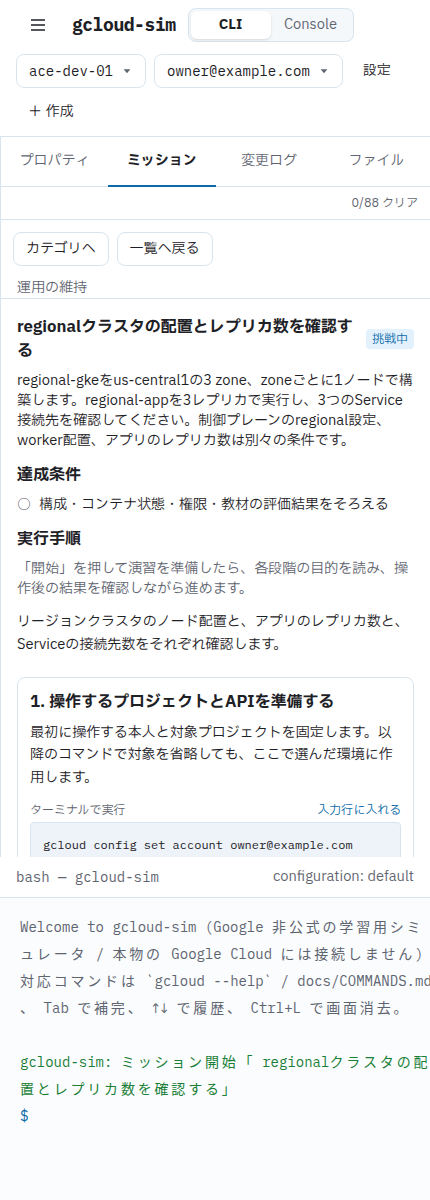 gcloud-sim CLI Console
ace-dev-01 owner@example.com 設定
＋ 作成
プロパティ ミッション 変更ログ ファイル
0/88 クリア
カテゴリへ 一覧へ戻る
運用の維持
regionalクラスタの配置とレプリカ数を確認す
る
挑戦中
regional-gkeをus-central1の3 zone、zoneごとに1ノードで構
築します。regional-appを3レプリカで実行し、3つのService
接続先を確認してください。制御プレーンのregional設定、
worker配置、アプリのレプリカ数は別々の条件です。
達成条件
○ 構成・コンテナ状態・権限・教材の評価結果をそろえる
実行手順
「開始」を押して演習を準備したら、各段階の目的を読み、操
作後の結果を確認しながら進めます。
リージョンクラスタのノード配置と、アプリのレプリカ数と、
Serviceの接続先数をそれぞれ確認します。
1. 操作するプロジェクトとAPIを準備する
最初に操作する本人と対象プロジェクトを固定します。以
降のコマンドで対象を省略しても、ここで選んだ環境に作
用します。
ターミナルで実行 入力行に入れる
gcloud config set account owner@example.com
bash — gcloud-sim configuration: default
Welcome to gcloud-sim (Google 非公式の学習用シミ
ュレータ / 本物の Google Cloud には接続しません)
対応コマンドは `gcloud --help` / docs/COMMANDS.md
、 Tab で補完、 ↑↓ で履歴、 Ctrl+L で画面消去。
gcloud-sim: ミッション開始「 regionalクラスタの配
置とレプリカ数を確認する」
$